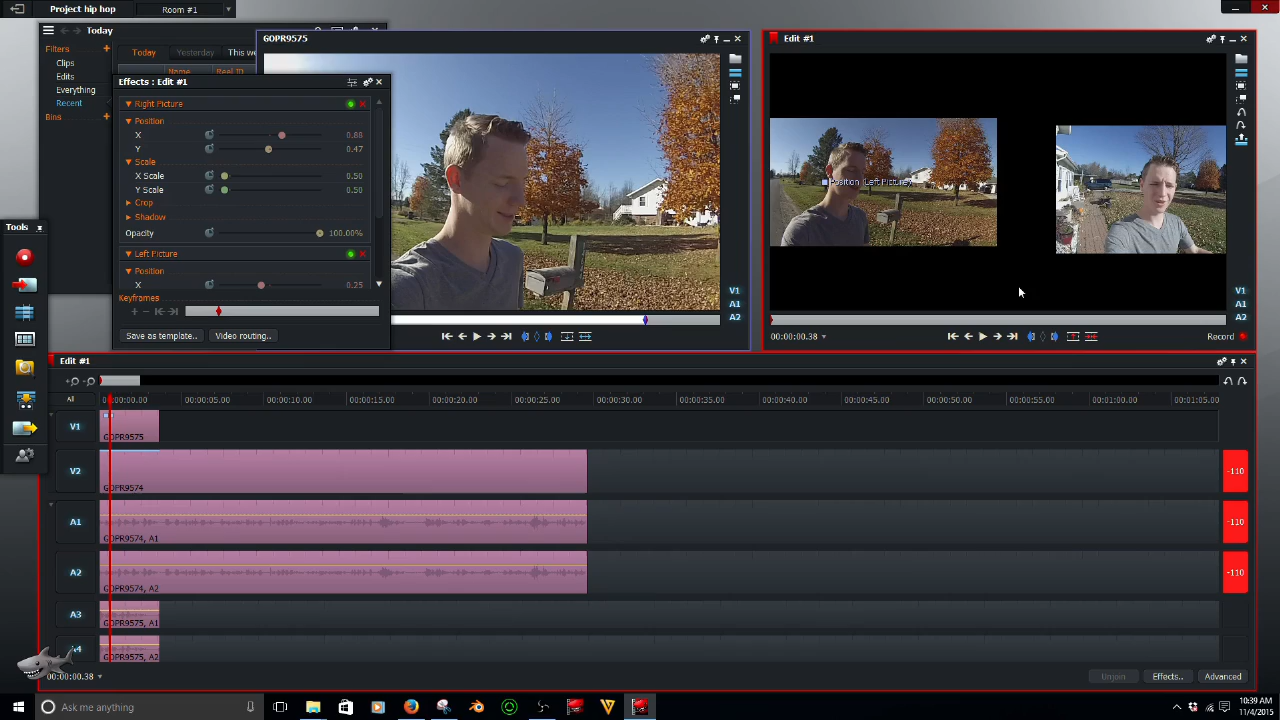 Project hip hop
Room #1
Today
Filters
Clips
Edits
Everything
Recent
Bins
Today
Yesterday
This we
Name
Reel ID
Effects : Edit #1
Right Picture
Position
X
0.86
Y
0.47
Scale
X Scale
0.50
Y Scale
0.50
Crop
Shadow
Opacity
100.00%
Left Picture
Position
X
0.25
Keyframes
Save as template..
Video routing..
GOPR9575
V1
A1
A2
Edit #1
Position (Left Picture)
V1
A1
A2
00:00:00.38
Record
Tools
Edit #1
All
00:00:00.00
00:00:05.00
00:00:10.00
00:00:15.00
00:00:20.00
00:00:25.00
00:00:30.00
00:00:35.00
00:00:40.00
00:00:45.00
00:00:50.00
00:00:55.00
00:01:00.00
00:01:05.00
V1
GOPR9575
V2
GOPR9574
-110
A1
GOPR9574, A1
-110
A2
GOPR9574, A2
-110
A3
GOPR9575, A1
GOPR9575, A2
00:00:00.38
Unjoin
Effects..
Advanced
Ask me anything
10:39 AM
11/4/2015